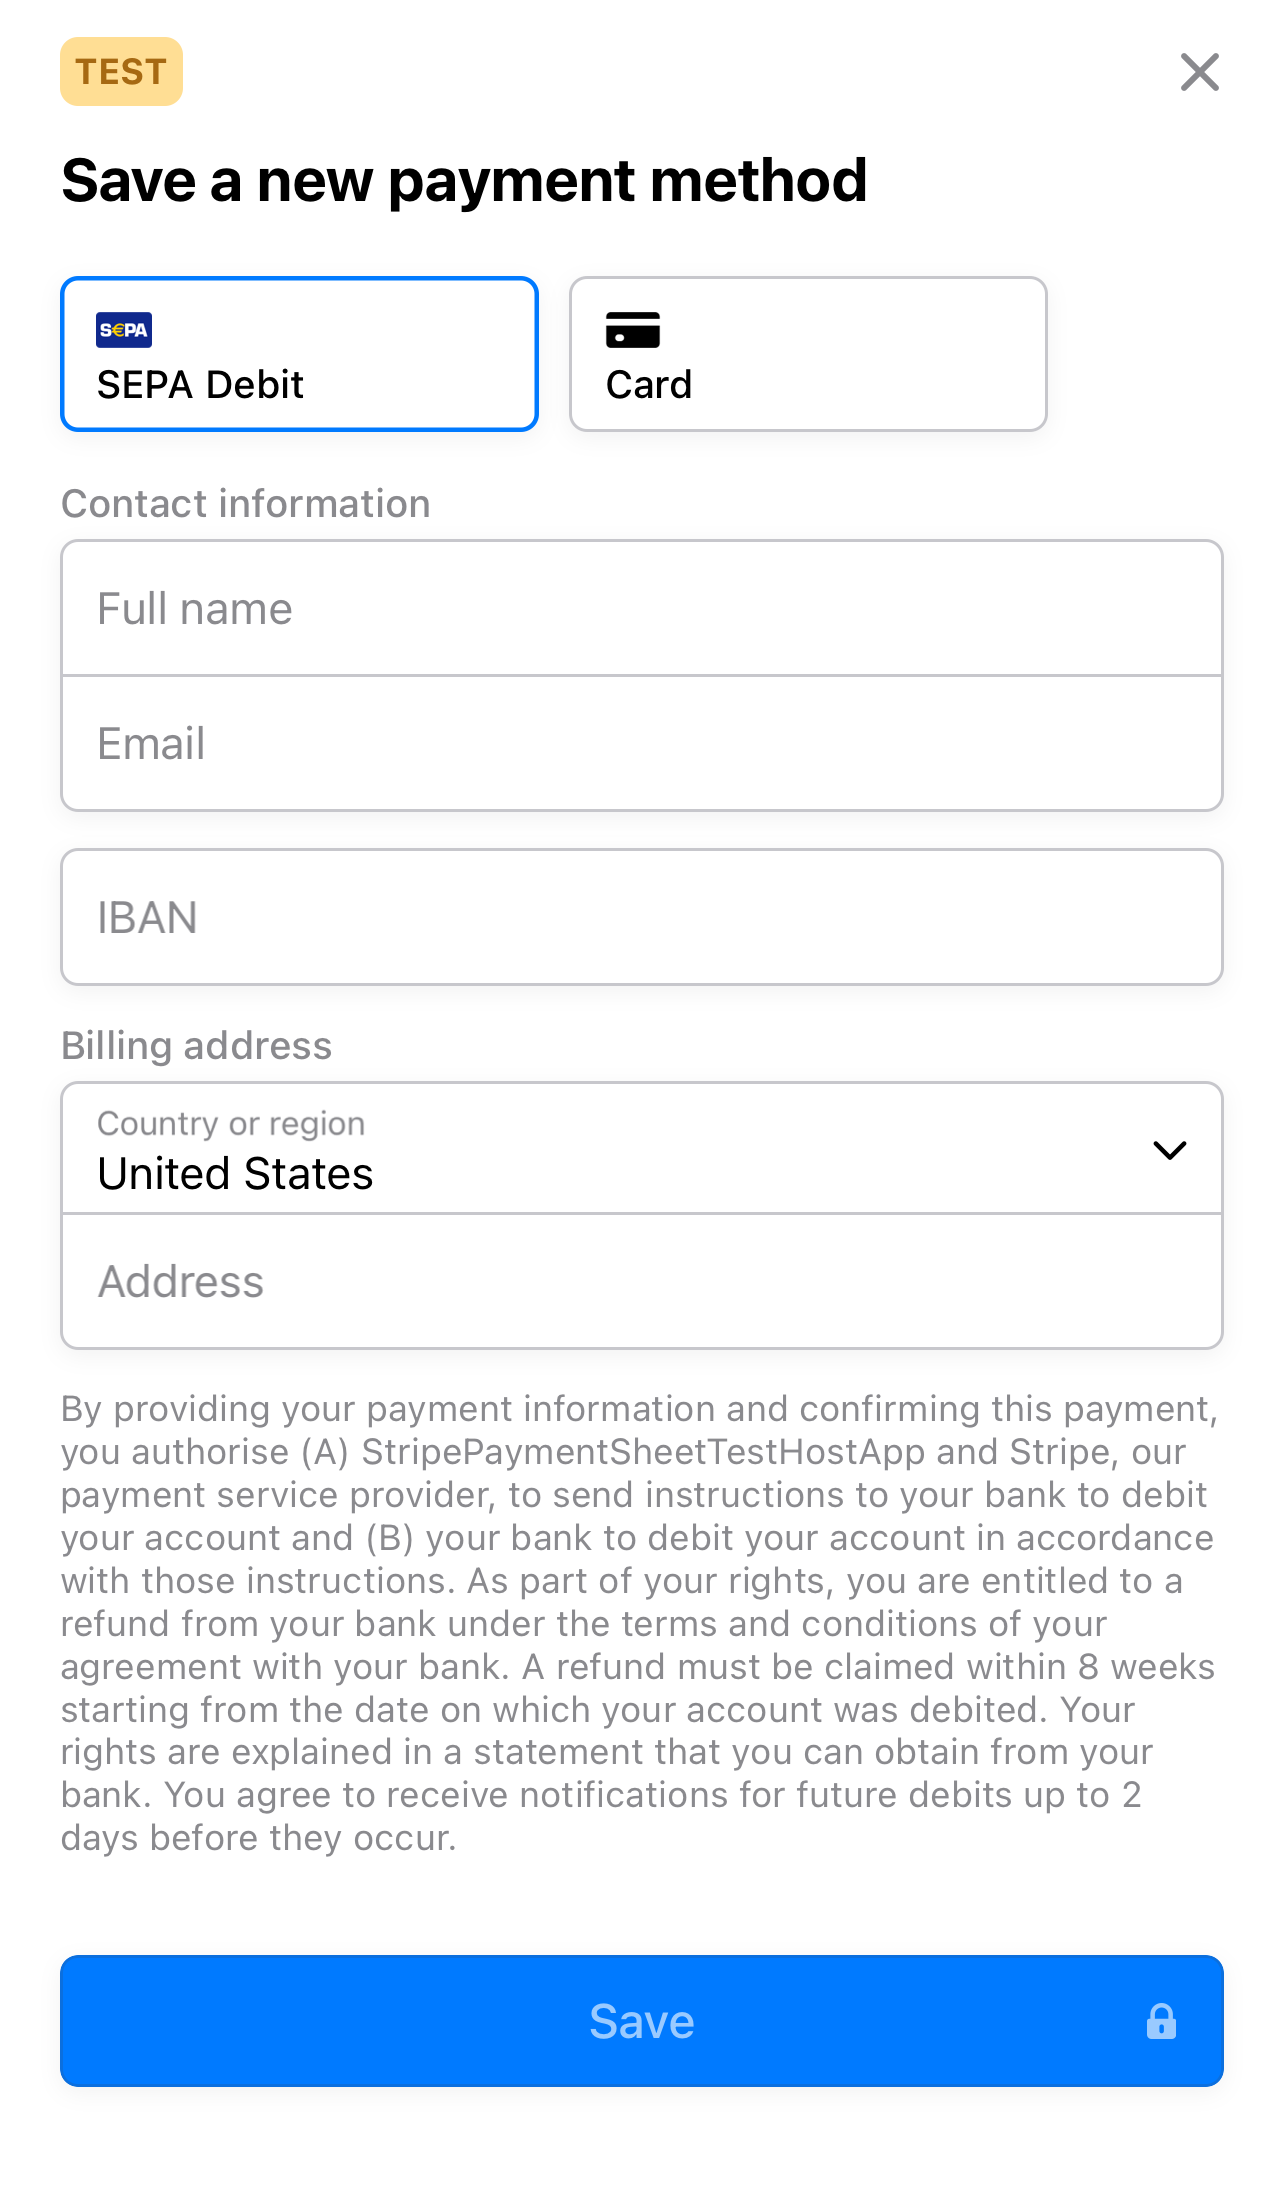 TEST
Save a new payment method
S€PA
SEPA Debit
Card
Contact information
Full name
Email
IBAN
Billing address
Country or region
United States
Address
By providing your payment information and confirming this payment,
you authorise (A) StripePaymentSheetTestHostApp and Stripe, our
payment service provider, to send instructions to your bank to debit
your account and (B) your bank to debit your account in accordance
with those instructions. As part of your rights, you are entitled to a
refund from your bank under the terms and conditions of your
agreement with your bank. A refund must be claimed within 8 weeks
starting from the date on which your account was debited. Your
rights are explained in a statement that you can obtain from your
bank. You agree to receive notifications for future debits up to 2
days before they occur.
Save